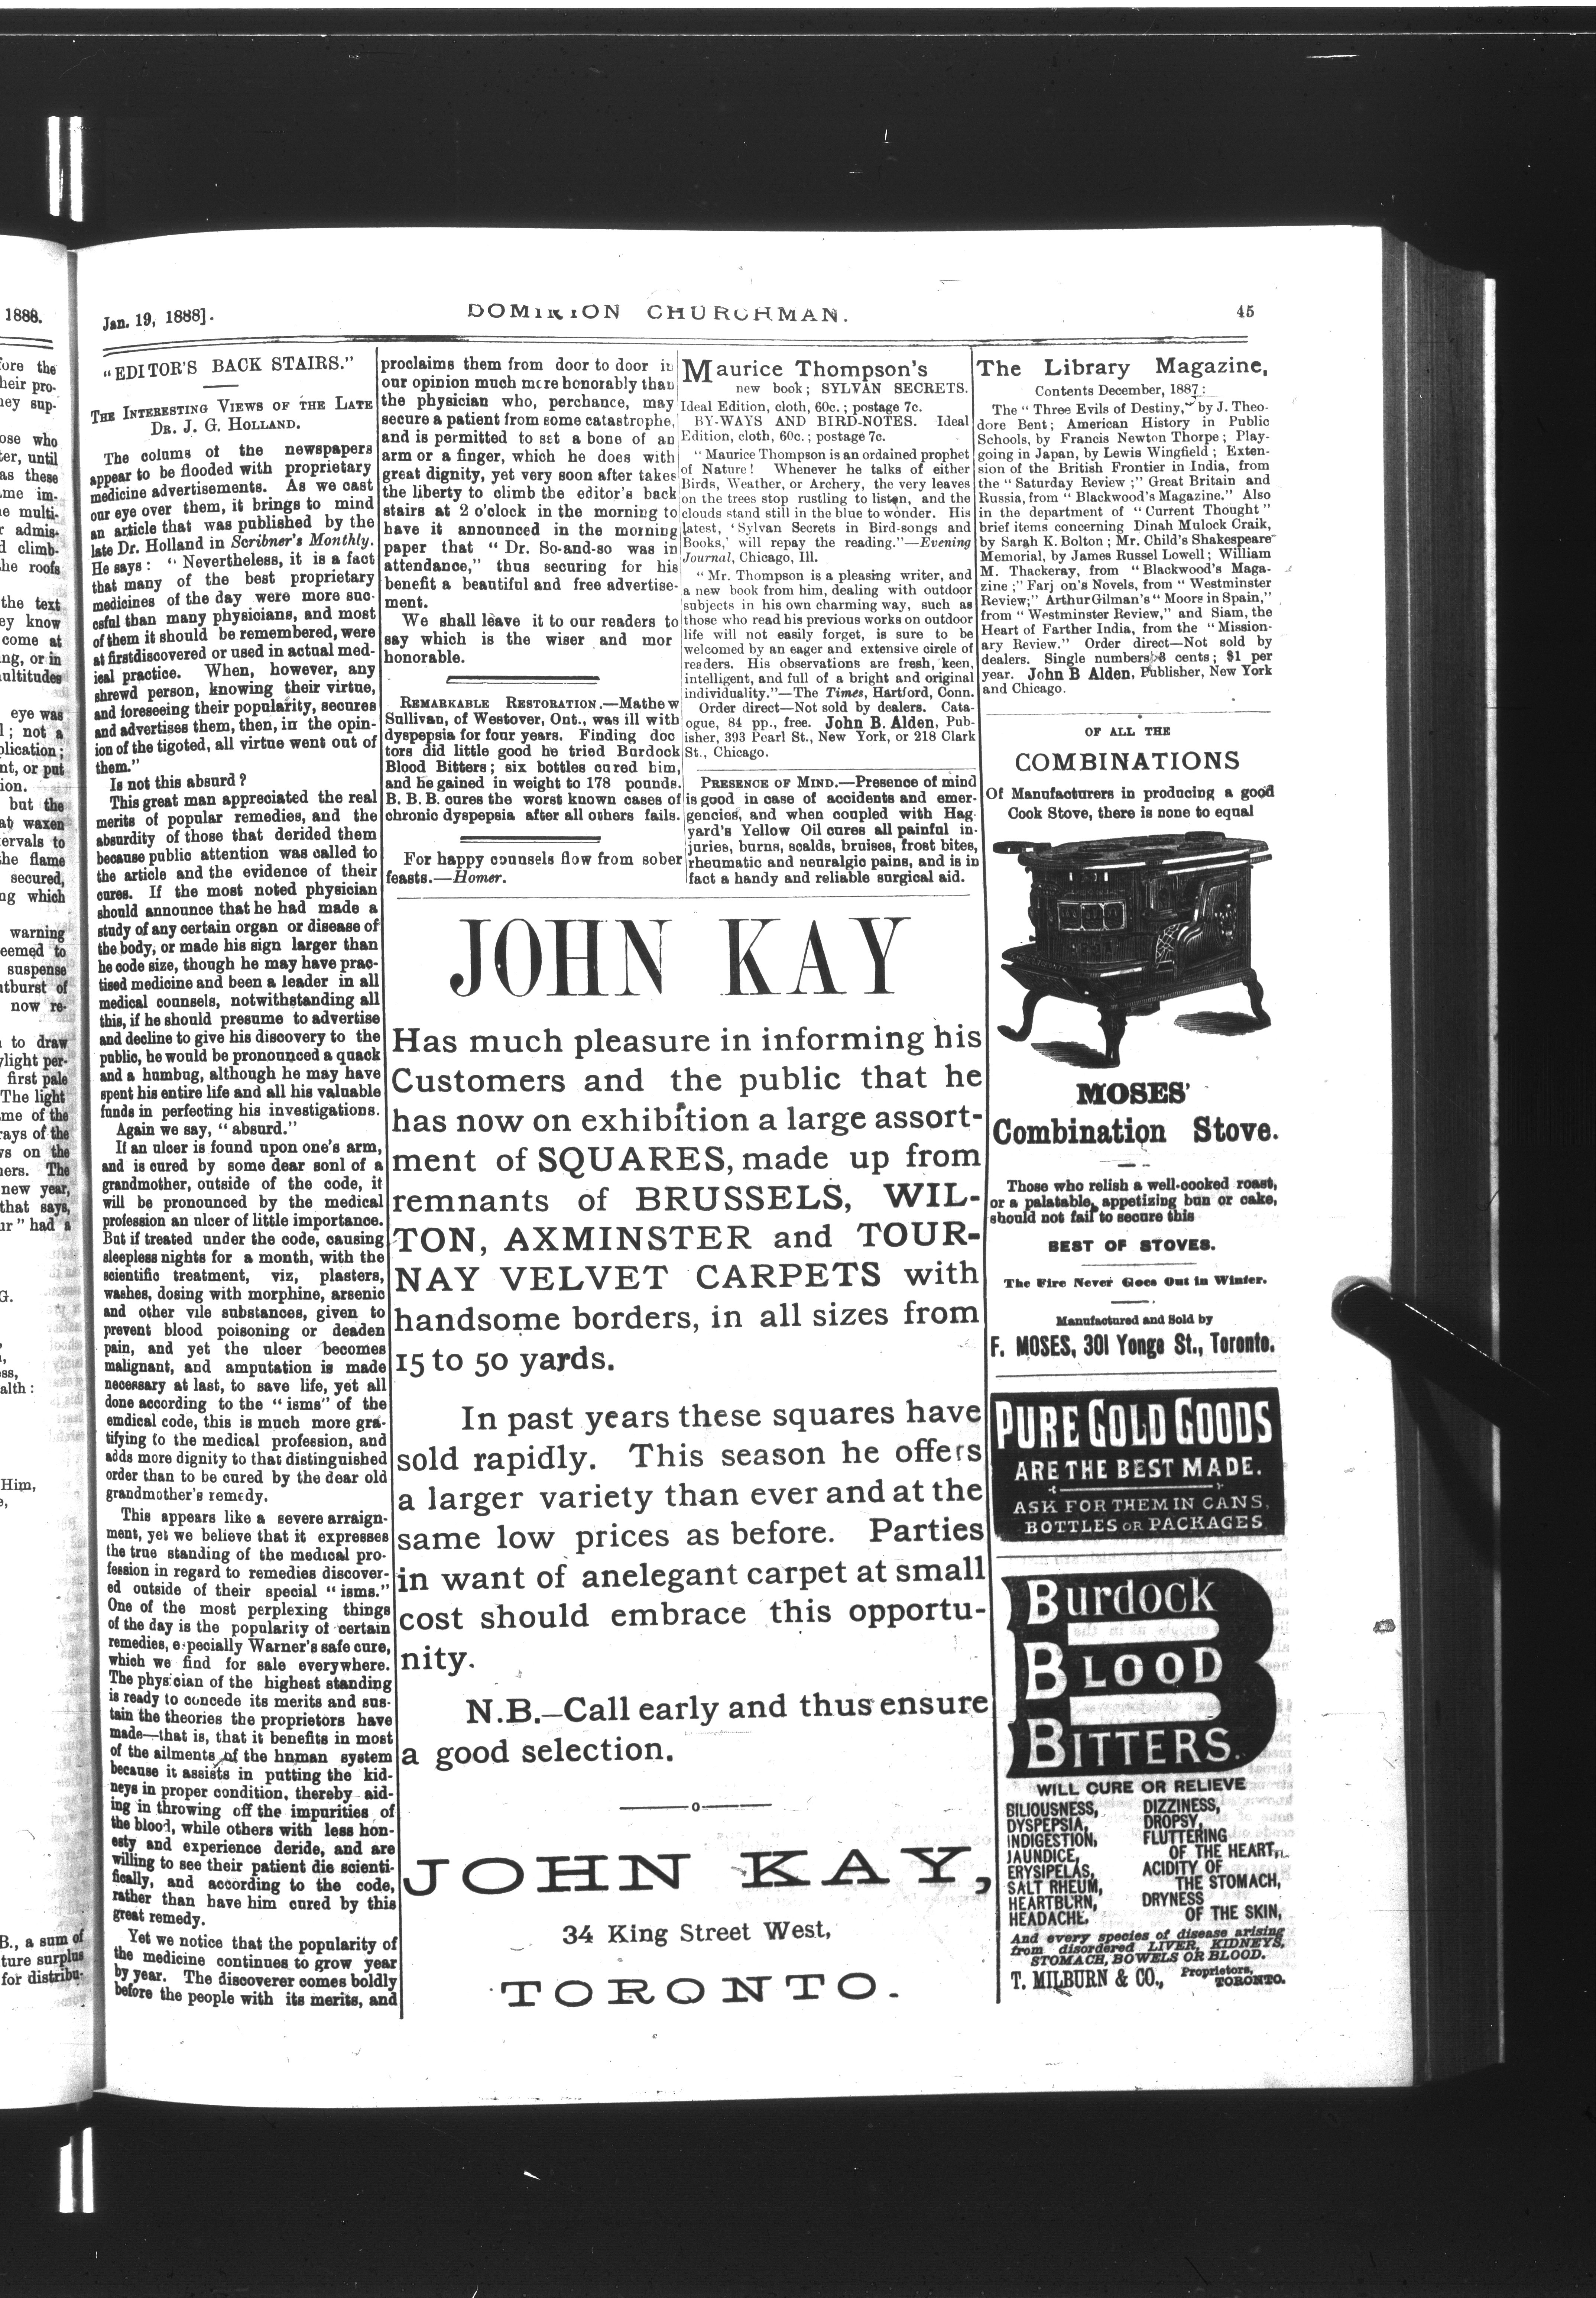 1888.
Jan. 19, 1888].
DOMINION CHURCHMAN.
45
"EDITOR'S BACK STAIRS."
THE INTERESTING VIEWS OF THE LATE
DR. J. G. HOLLAND.
The colums of the newspapers
appear to be flooded with proprietary
medicine advertisements. As we cast
our eye over them, it brings to mind
an article that was published by the
late Dr. Holland in Scribner's Monthly.
He says: "Nevertheless, it is a fact
that many of the best proprietary
medicines of the day were more suc-
cesful than many physicians, and most
of them it should be remembered, were
at firstdiscovered or used in actual med-
ical practice. When, however, any
shrewd person, knowing their virtue,
and foreseeing their popularity, secures
and advertises them, then, in the opin-
ion of the tigoted, all virtue went out of
them."
Is not this absurd?
This great man appreciated the real
merits of popular remedies, and the
absurdity of those that derided them
because public attention was called to
the article and the evidence of their
cures. If the most noted physician
should announce that he had made a
study of any certain organ or disease of
the body, or made his sign larger than
he code size, though he may have prac-
tised medicine and been a leader in all
medical counsels, notwithstanding all
this, if he should presume to advertise
and decline to give his discovery to the
public, he would be pronounced a quack
and a humbug, although he may have
spent his entire life and all his valuable
funds in perfecting his investigations.
Again we say, "absurd."
If an ulcer is found upon one's arm,
and is cured by some dear sonl of a
grandmother, outside of the code, it
will be pronounced by the medical
profession an ulcer of little importance.
But if treated under the code, causing
sleepless nights for a month, with the
scientific treatment, viz, plasters,
washes, dosing with morphine, arsenic
and other vile substances, given to
prevent blood poisoning or deaden
pain, and yet the ulcer becomes
malignant, and amputation is made
necessary at last, to save life, yet all
done according to the "isms" of the
emdical code, this is much more gra-
tifying to the medical profession, and
adds more dignity to that distinguished
order than to be cured by the dear old
grandmother's remedy.
This appears like a severe arraign-
ment, yet we believe that it expresses
the true standing of the medical pro-
fession in regard to remedies discover-
ed outside of their special "isms."
One of the most perplexing things
of the day is the popularity of certain
remedies, especially Warner's safe cure,
which we find for sale everywhere.
The physician of the highest standing
is ready to concede its merits and sus-
tain the theories the proprietors have
made—that is, that it benefits in most
of the ailments of the human system
because it assists in putting the kid-
neys in proper condition, thereby aid-
ing in throwing off the impurities of
the blood, while others with less hon-
esty and experience deride, and are
willing to see their patient die scienti-
fically, and according to the code,
rather than have him cured by this
great remedy.
Yet we notice that the popularity of
the medicine continues to grow year
by year. The discoverer comes boldly
before the people with its merits, and
proclaims them from door to door in
our opinion much more honorably than
the physician who, perchance, may
secure a patient from some catastrophe,
and is permitted to set a bone of an
arm or a finger, which he does with
great dignity, yet very soon after takes
the liberty to climb the editor's back
stairs at 2 o'clock in the morning to
have it announced in the morning
paper that "Dr. So-and-so was in
attendance," thus securing for his
benefit a beautiful and free advertise-
ment.
We shall leave it to our readers to
say which is the wiser and mor
honorable.
REMARKABLE RESTORATION.—Mathew
Sullivan, of Westover, Ont., was ill with
dyspepsia for four years. Finding doc
tors did little good he tried Burdock
Blood Bitters; six bottles cured him,
and he gained in weight to 178 pounds.
B. B. B. cures the worst known cases of
chronic dyspepsia after all others fails.
For happy counsels flow from sober
feasts.—Homer.
Maurice Thompson's
new book; SYLVAN SECRETS.
Ideal Edition, cloth, 60c.; postage 7c.
BY-WAYS AND BIRD-NOTES. Ideal
Edition, cloth, 60c.; postage 7c.
"Maurice Thompson is an ordained prophet
of Nature! Whenever he talks of either
Birds, Weather, or Archery, the very leaves
on the trees stop rustling to listen, and the
clouds stand still in the blue to wonder. His
latest, 'Sylvan Secrets in Bird-songs and
Books,' will repay the reading."—Evening
Journal, Chicago, Ill.
"Mr. Thompson is a pleasing writer, and
a new book from him, dealing with outdoor
subjects in his own charming way, such as
those who read his previous works on outdoor
life will not easily forget, is sure to be
welcomed by an eager and extensive circle of
readers. His observations are fresh, keen,
intelligent, and full of a bright and original
individuality."—The Times, Hartford, Conn.
Order direct—Not sold by dealers. Cata-
ogue, 84 pp., free. John B. Alden, Pub-
isher, 393 Pearl St., New York, or 218 Clark
St., Chicago.
PRESENCE OF MIND.—Presence of mind
is good in case of accidents and emer-
gencies, and when coupled with Hag
yard's Yellow Oil cures all painful in-
juries, burns, scalds, bruises, frost bites,
rheumatic and neuralgic pains, and is in
fact a handy and reliable surgical aid.
JOHN KAY
Has much pleasure in informing his
Customers and the public that he
has now on exhibition a large assort-
ment of SQUARES, made up from
remnants of BRUSSELS, WIL-
TON, AXMINSTER and TOUR-
NAY VELVET CARPETS with
handsome borders, in all sizes from
15 to 50 yards.
In past years these squares have
sold rapidly. This season he offers
a larger variety than ever and at the
same low prices as before. Parties
in want of anelegant carpet at small
cost should embrace this opportu-
nity.
N.B.—Call early and thus ensure
a good selection.
JOHN KAY,
34 King Street West,
TORONTO.
The Library Magazine,
Contents December, 1887:
The "Three Evils of Destiny," by J. Theo-
dore Bent; American History in Public
Schools, by Francis Newton Thorpe; Play-
going in Japan, by Lewis Wingfield; Exten-
sion of the British Frontier in India, from
the "Saturday Review;" Great Britain and
Russia, from "Blackwood's Magazine." Also
in the department of "Current Thought"
brief items concerning Dinah Mulock Craik,
by Sarah K. Bolton; Mr. Child's Shakespeare
Memorial, by James Russel Lowell; William
M. Thackeray, from "Blackwood's Maga-
zine;" Farj on's Novels, from "Westminster
Review;" Arthur Gilman's "Moors in Spain,"
from "Westminster Review," and Siam, the
Heart of Farther India, from the "Mission-
ary Review." Order direct—Not sold by
dealers. Single numbers 8 cents; $1 per
year. John B Alden, Publisher, New York
and Chicago.
OF ALL THE
COMBINATIONS
Of Manufacturers in producing a good
Cook Stove, there is none to equal
MOSES'
Combination Stove.
Those who relish a well-cooked roast,
or a palatable, appetizing bun or cake,
should not fail to secure this
BEST OF STOVES.
The Fire Never Goes Out in Winter.
Manufactured and Sold by
F. MOSES, 301 Yonge St., Toronto.
PURE GOLD GOODS
ARE THE BEST MADE.
ASK FOR THEM IN CANS,
BOTTLES OR PACKAGES
BURDOCK
BLOOD
BITTERS.
WILL CURE OR RELIEVE
BILIOUSNESS, DIZZINESS,
DYSPEPSIA, DROPSY,
INDIGESTION, FLUTTERING
JAUNDICE, OF THE HEART,
ERYSIPELAS, ACIDITY OF
SALT RHEUM, THE STOMACH,
HEARTBURN, DRYNESS
HEADACHE, OF THE SKIN,
And every species of disease arising
from disordered LIVER, KIDNEYS,
STOMACH, BOWELS OR BLOOD.
T. MILBURN & CO., Proprietors, TORONTO.